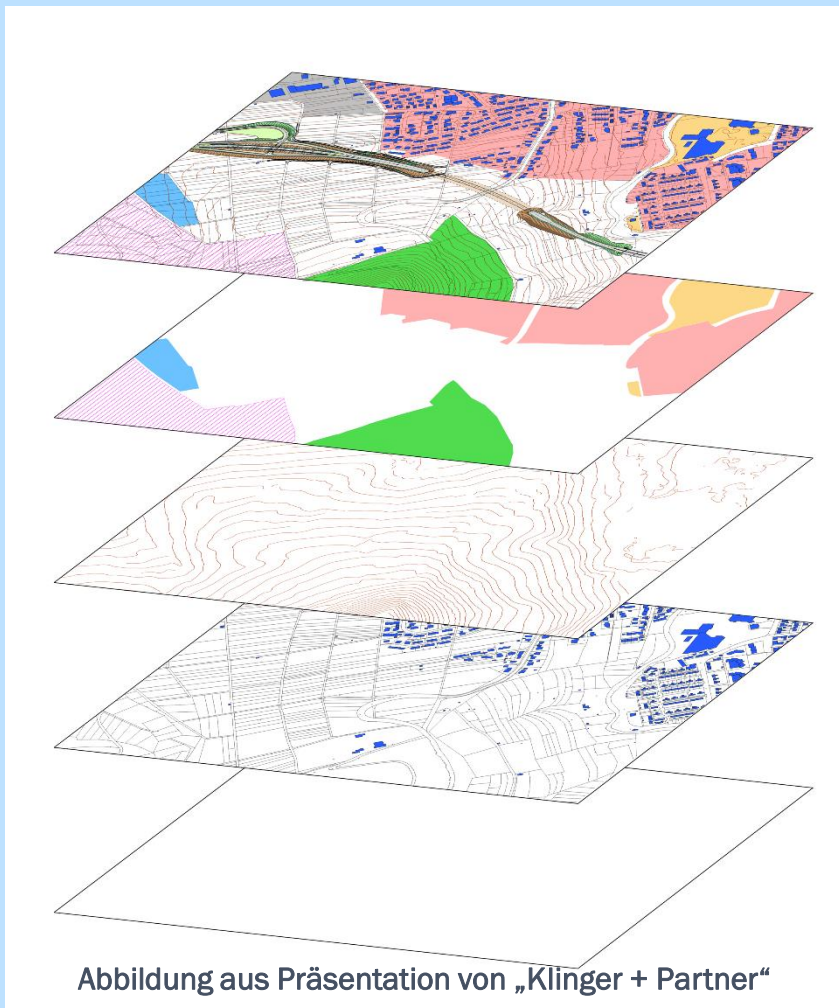 Abbildung aus Präsentation von „Klinger + Partner“